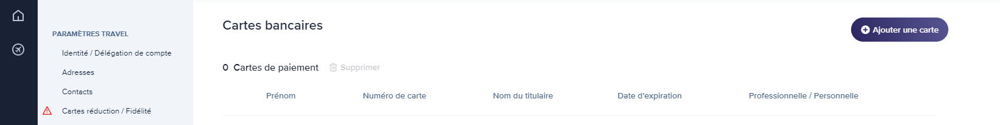 PARAMÈTRES TRAVEL
Identité / Délégation de compte
Adresses
Contacts
Cartes réduction / Fidélité
Cartes bancaires
Ajouter une carte
0 Cartes de paiement Supprimer
Prénom Numéro de carte Nom du titulaire Date d'expiration Professionnelle / Personnelle